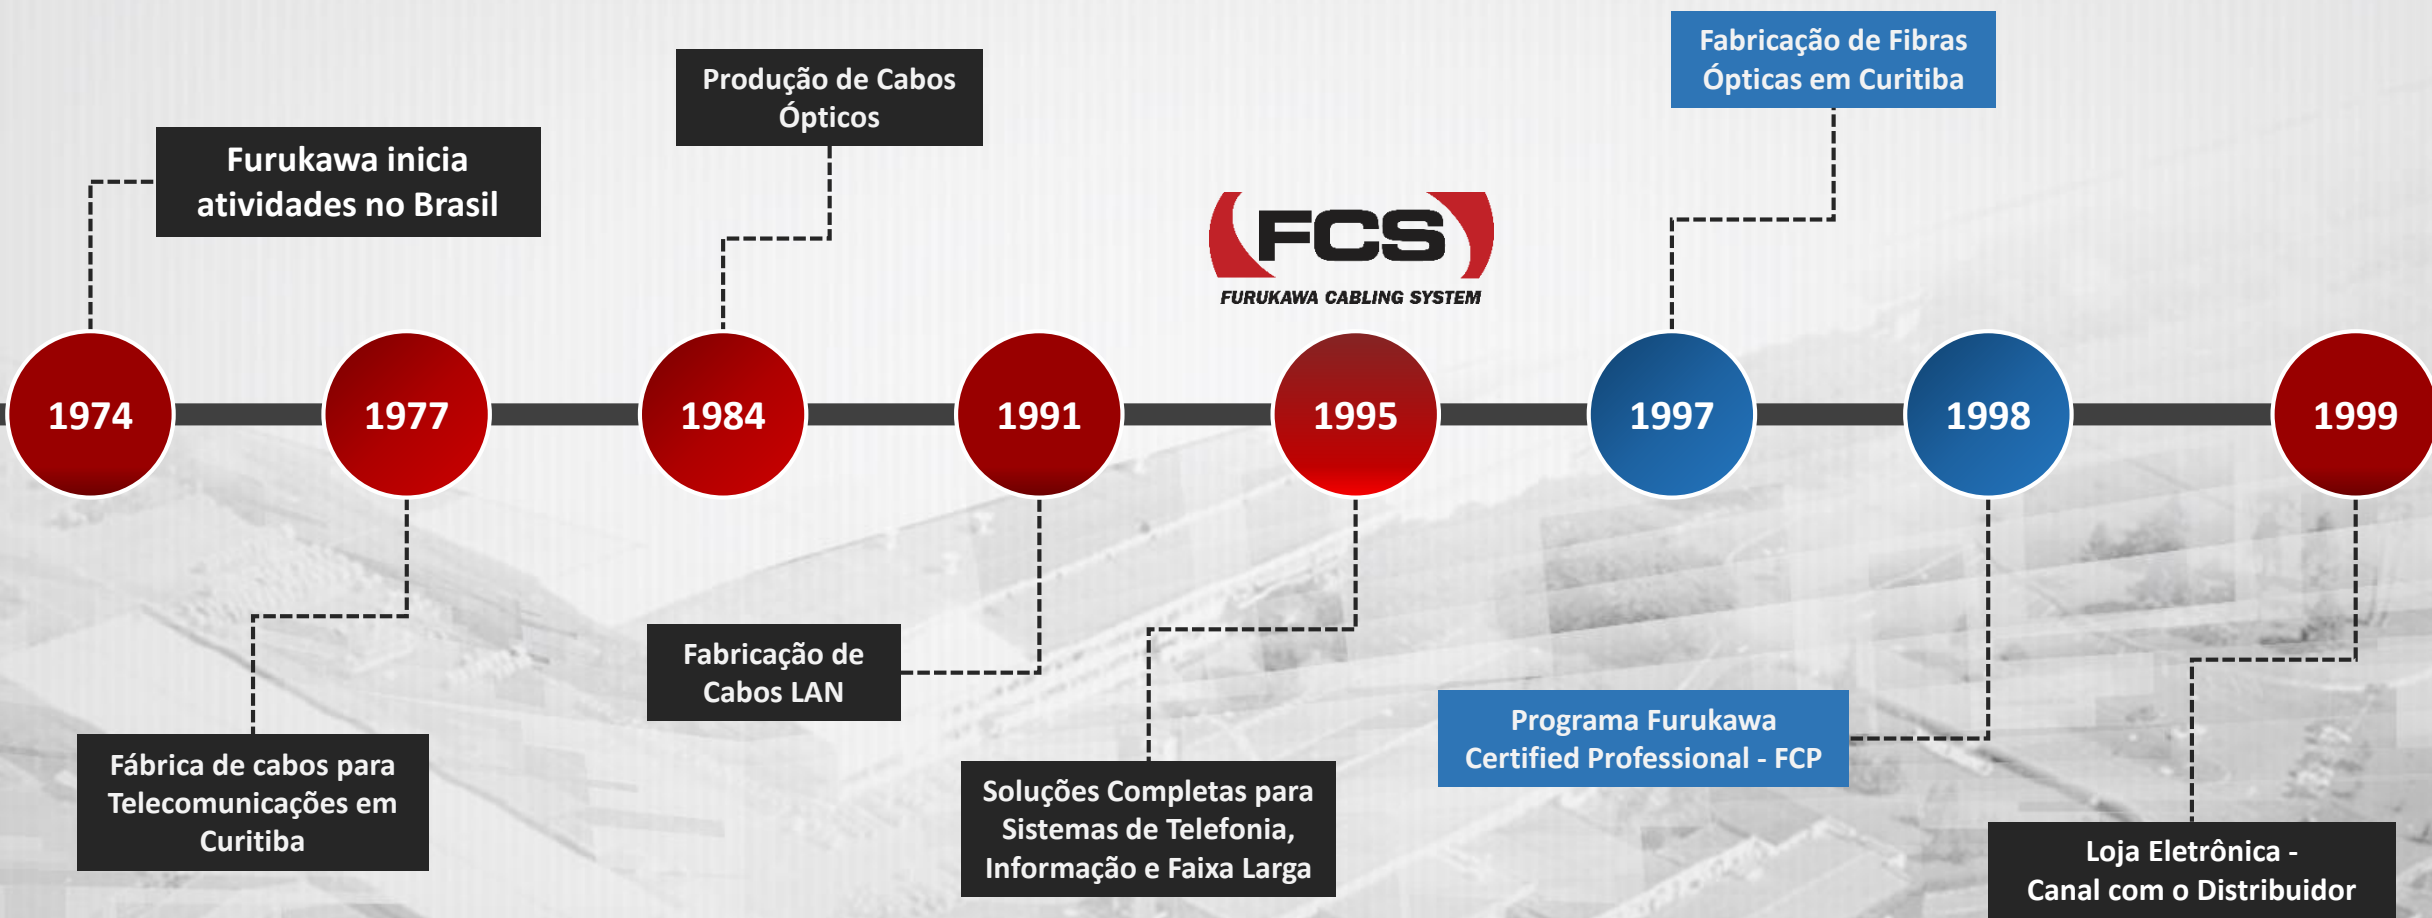 Fabricação de Fibras
Ópticas em Curitiba
Produção de Cabos
Ópticos
Furukawa inicia
atividades no Brasil
FCS
FURUKAWA CABLING SYSTEM
1974
1977
1984
1991
1995
1997
1998
1999
Fabricação de
Cabos LAN
Programa Furukawa
Certified Professional - FCP
Fábrica de cabos para
Telecomunicações em
Curitiba
Soluções Completas para
Sistemas de Telefonia,
Informação e Faixa Larga
Loja Eletrônica -
Canal com o Distribuidor